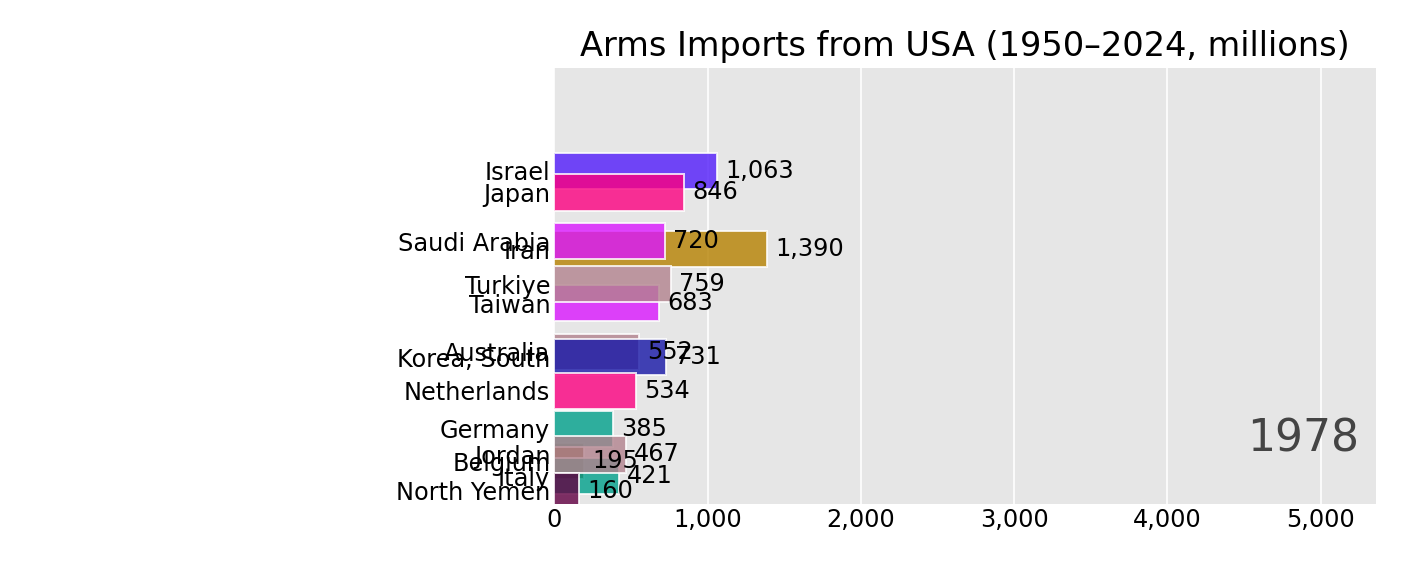 Arms Imports from USA (1950–2024, millions)
Israel 1,063
Japan 846
Saudi Arabia 720
Iran 1,390
Turkiye 759
Taiwan 683
Australia 552
Korea, South 731
Netherlands 534
Germany 385
1978
Jordan 467
Belgium 195
Italy 421
North Yemen 160
0 1,000 2,000 3,000 4,000 5,000